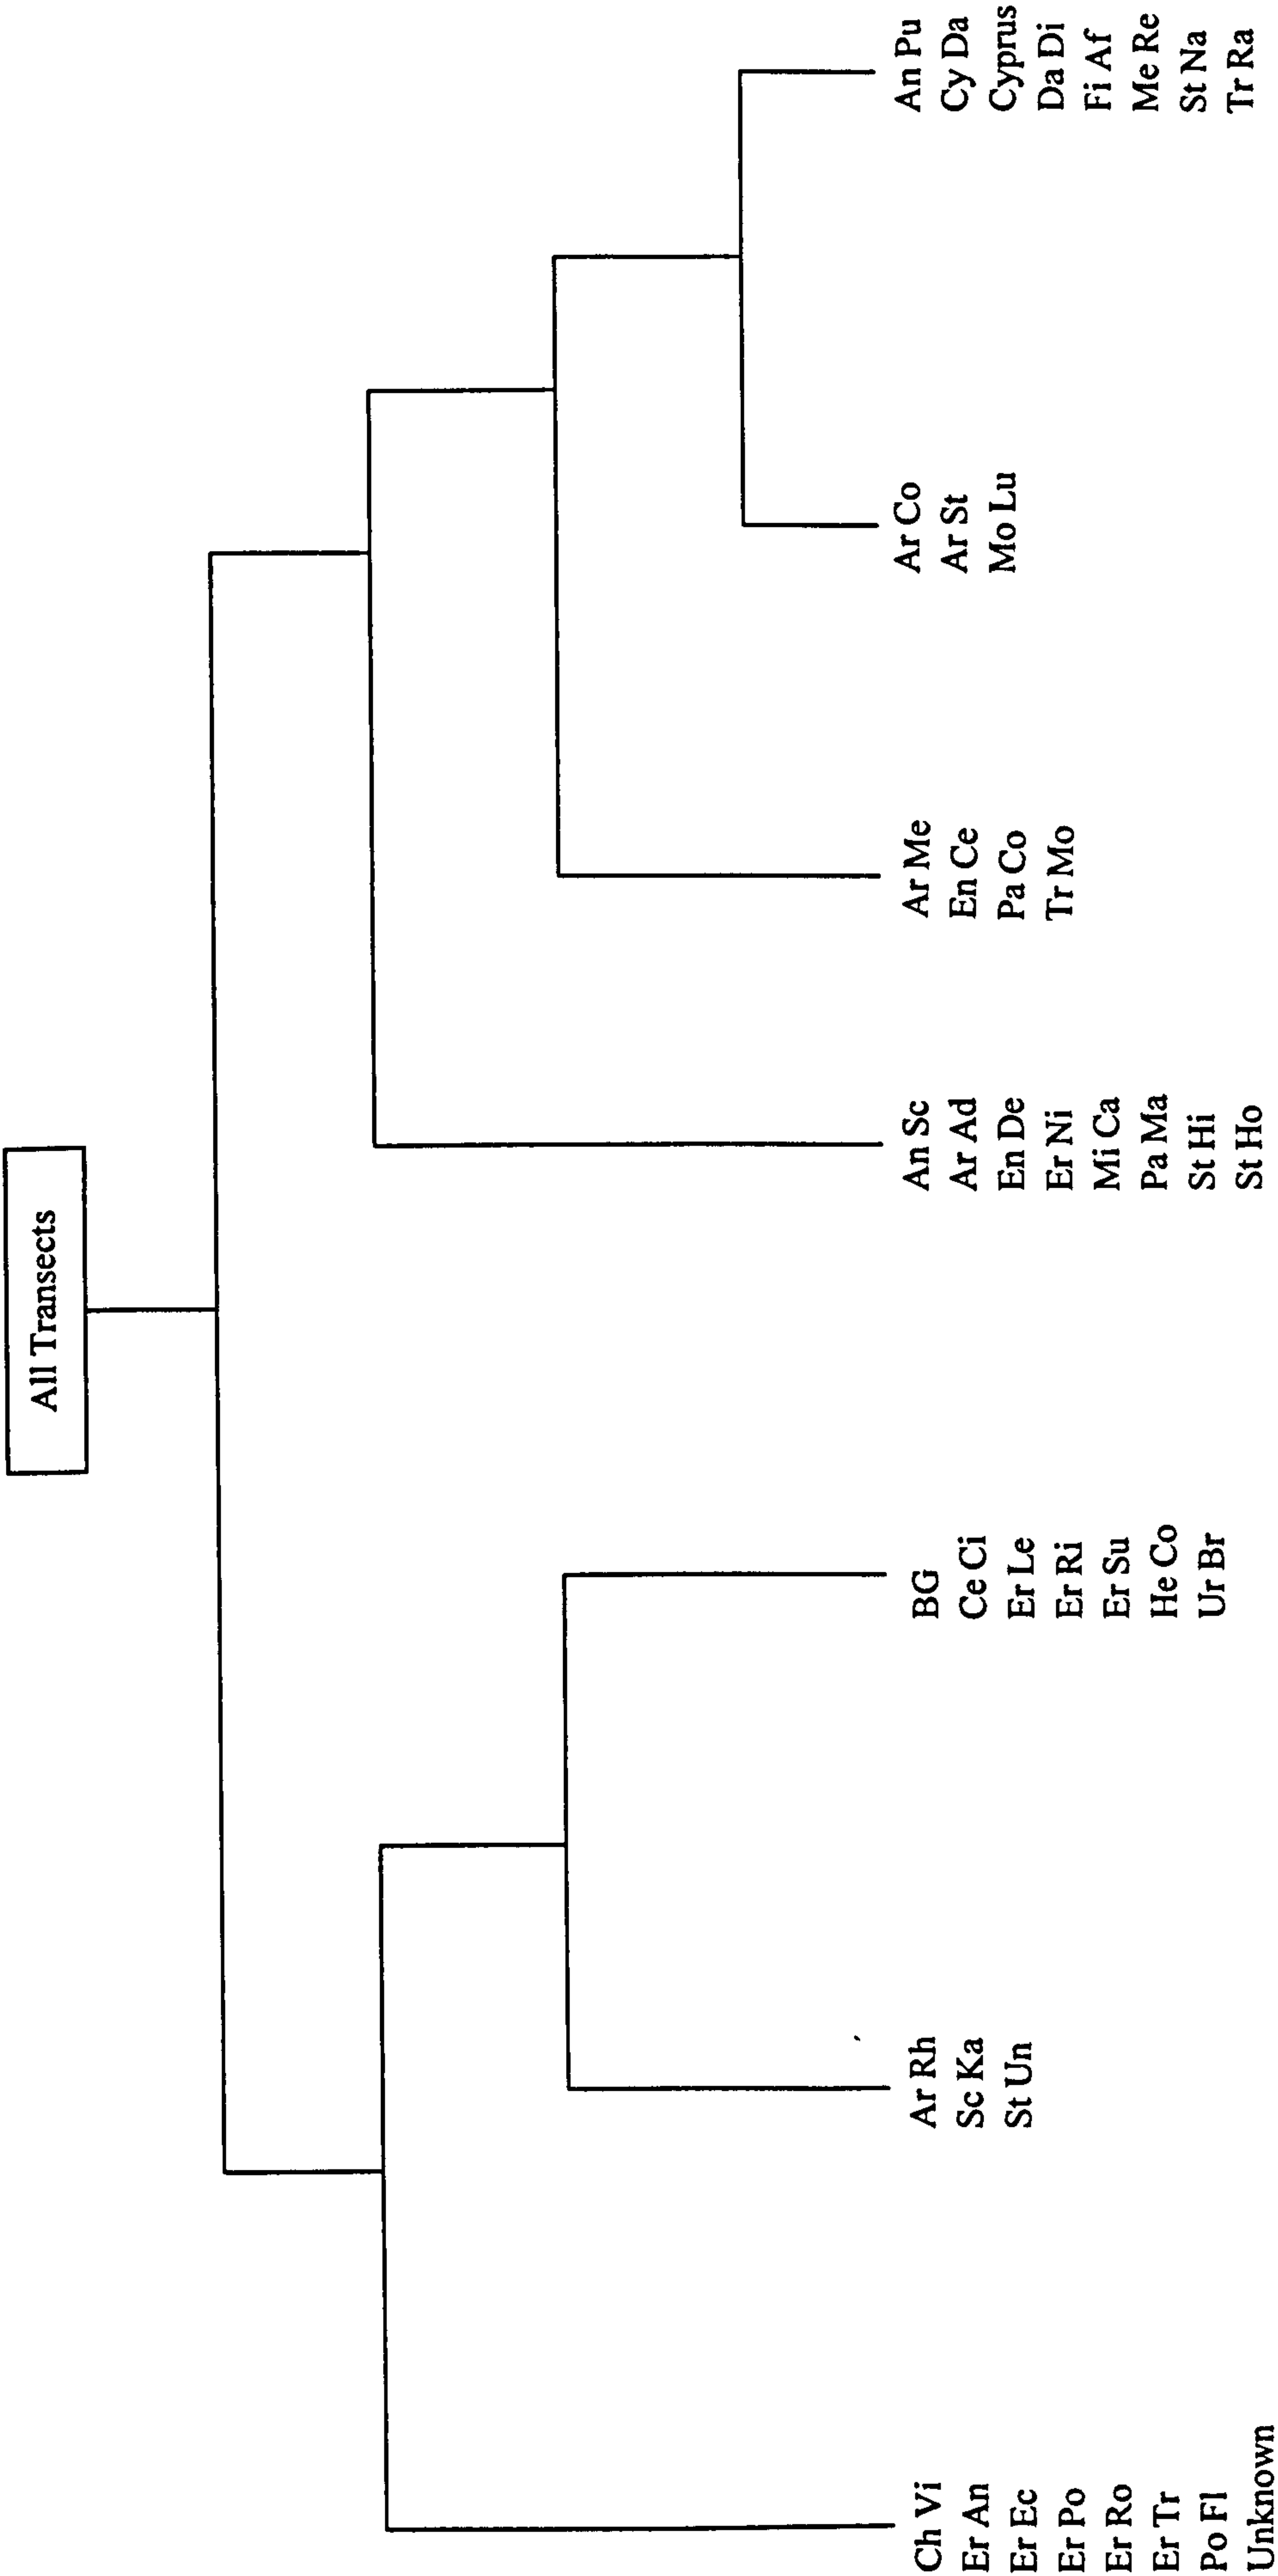 All Transects
Ch Vi
Er An
Er Ec
Er Po
Er Ro
Er Tr
Po Fl
Unknown
Ar Rh
Sc Ka
St Un
BG
Ce Ci
Er Le
Er Ri
Er Su
He Co
Ur Br
An Sc
Ar Ad
En De
Er Ni
Mi Ca
Pa Ma
St Hi
St Ho
Ar Me
En Ce
Pa Co
Tr Mo
Ar Co
Ar St
Mo Lu
An Pu
Cy Da
Cyprus
Da Di
Fi Af
Me Re
St Na
Tr Ra